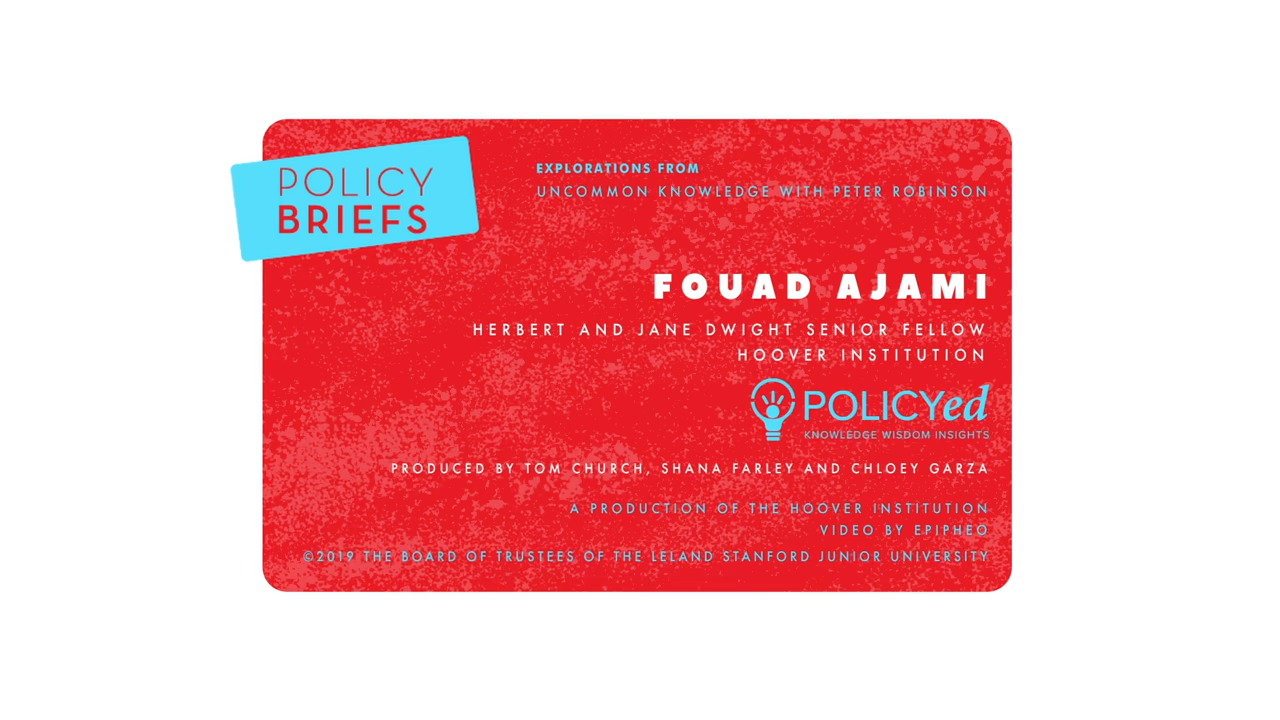 POLICY
BRIEFS
EXPLORATIONS FROM
UNCOMMON KNOWLEDGE WITH PETER ROBINSON
FOUAD AJAMI
HERBERT AND JANE DWIGHT SENIOR FELLOW
HOOVER INSTITUTION
POLICYed
KNOWLEDGE WISDOM INSIGHTS
PRODUCED BY TOM CHURCH, SHANA FARLEY AND CHLOEY GARZA
A PRODUCTION OF THE HOOVER INSTITUTION
VIDEO BY EPIPHEO
©2019 THE BOARD OF TRUSTEES OF THE LELAND STANFORD JUNIOR UNIVERSITY